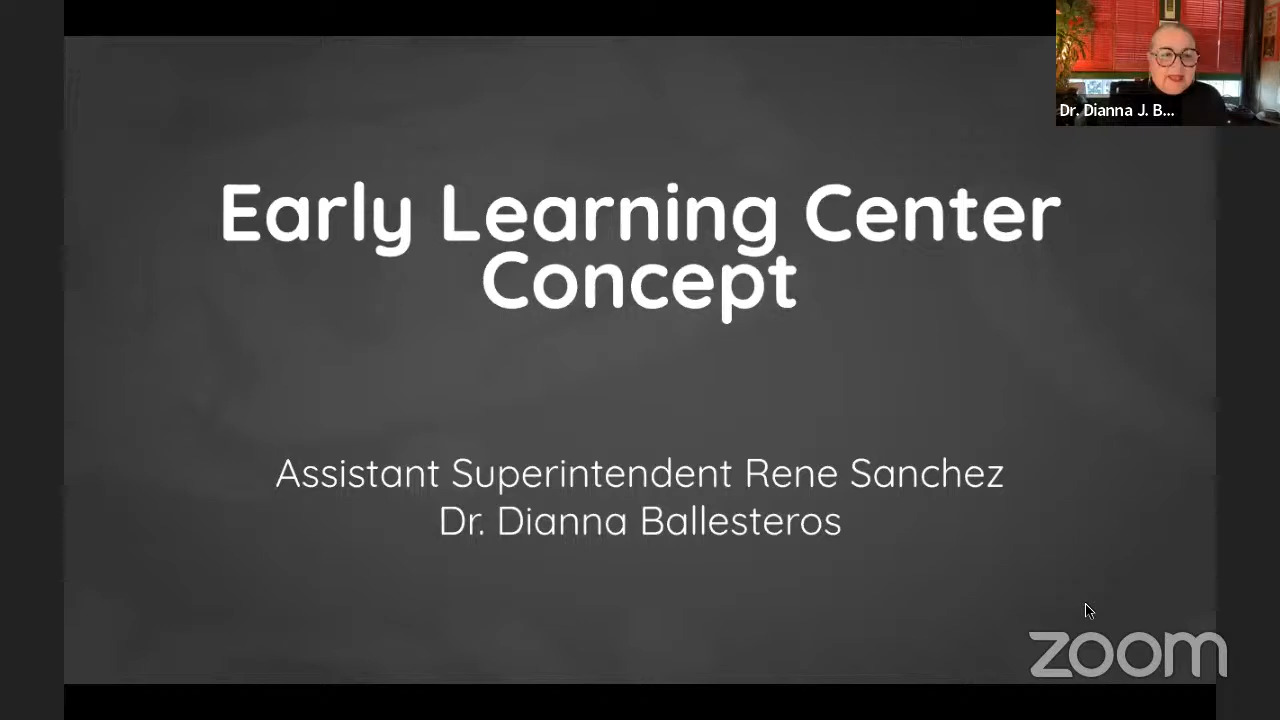 Dr. Dianna J. B...
Early Learning Center
Concept
Assistant Superintendent Rene Sanchez
Dr. Dianna Ballesteros
zoom